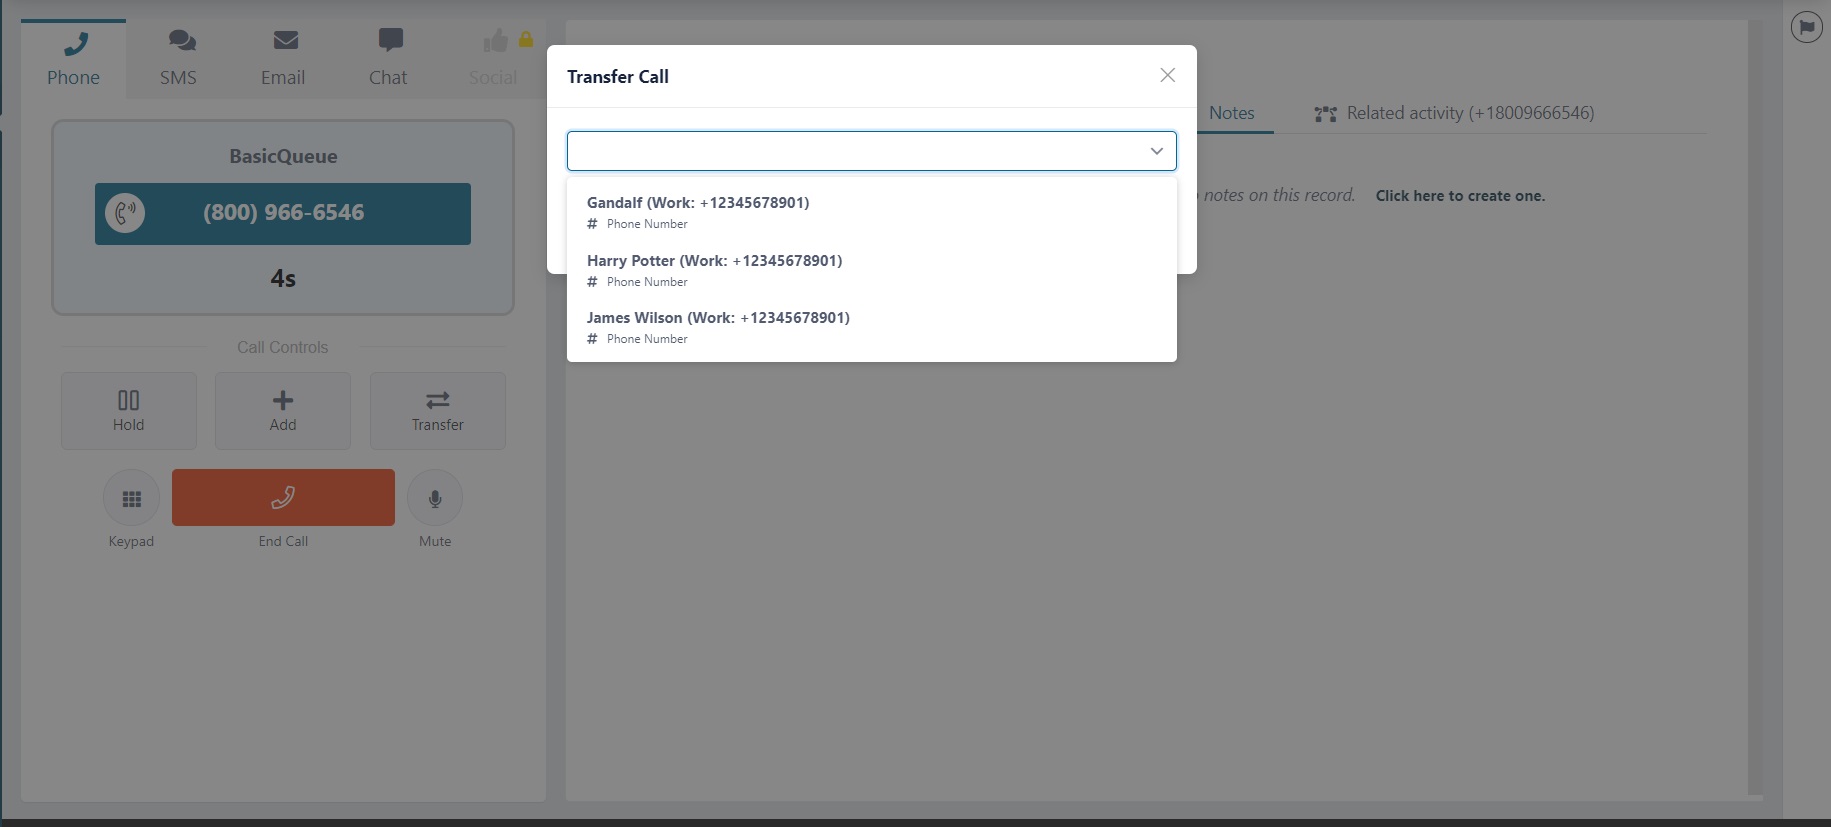 Phone
SMS
Email
Chat
Social
BasicQueue
(800) 966-6546
4s
Call Controls
Hold
Add
Transfer
Keypad
End Call
Mute
Transfer Call
Gandalf (Work: +12345678901)
# Phone Number
Harry Potter (Work: +12345678901)
# Phone Number
James Wilson (Work: +12345678901)
# Phone Number
Notes
Related activity (+18009666546)
notes on this record. Click here to create one.